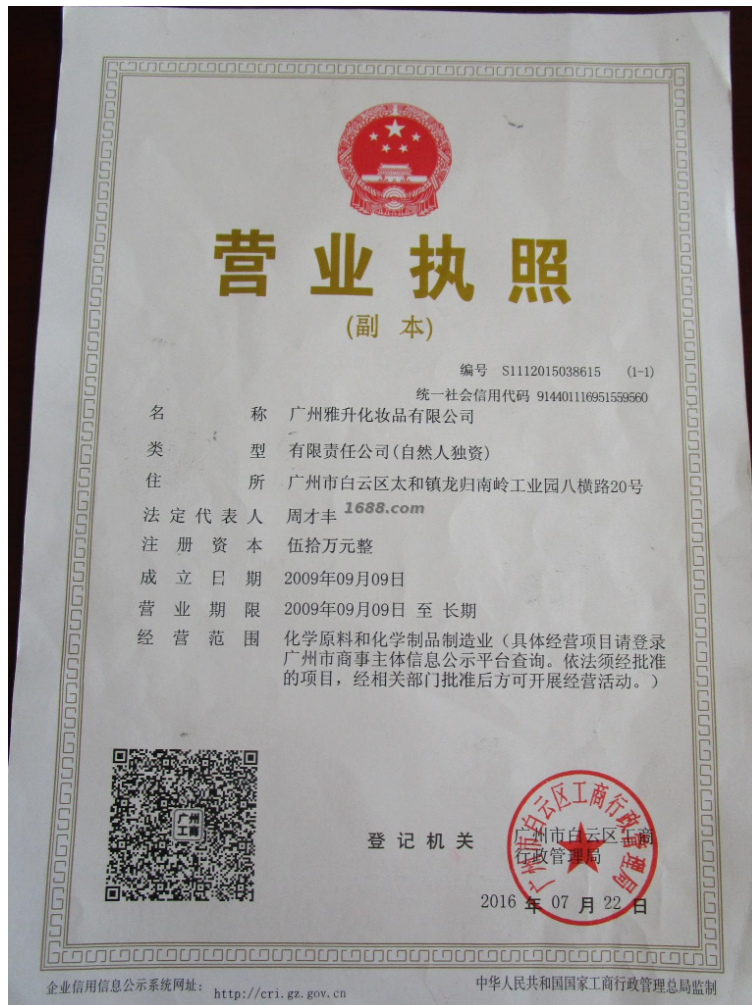 营业执照
(副 本)
编号 S1112015038615 (1-1)
统一社会信用代码 914401116951559560
名 称 广州雅升化妆品有限公司
类 型 有限责任公司(自然人独资)
住 所 广州市白云区太和镇龙归南岭工业园八横路20号
1688.com
法定代表人 周才丰
注册资本 伍拾万元整
成立日期 2009年09月09日
营业期限 2009年09月09日 至 长期
经营范围 化学原料和化学制品制造业（具体经营项目请登录
广州市商事主体信息公示平台查询。依法须经批准
的项目，经相关部门批准后方可开展经营活动。）
广州
工商
广州市白云区工商行政管理局
登记机关 广州市白云区工商
行政管理局
2016 年 07 月 22 日
企业信用信息公示系统网址： http://cri.gz.gov.cn 中华人民共和国国家工商行政管理总局监制